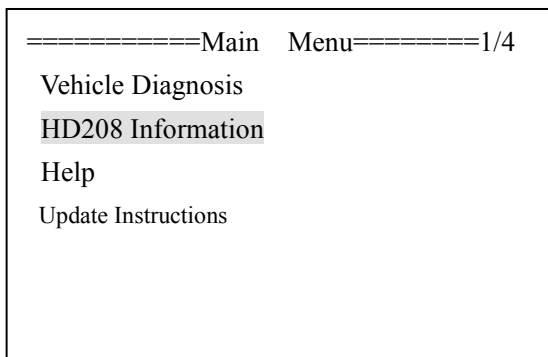 ===========Main Menu========1/4
Vehicle Diagnosis
HD208 Information
Help
Update Instructions